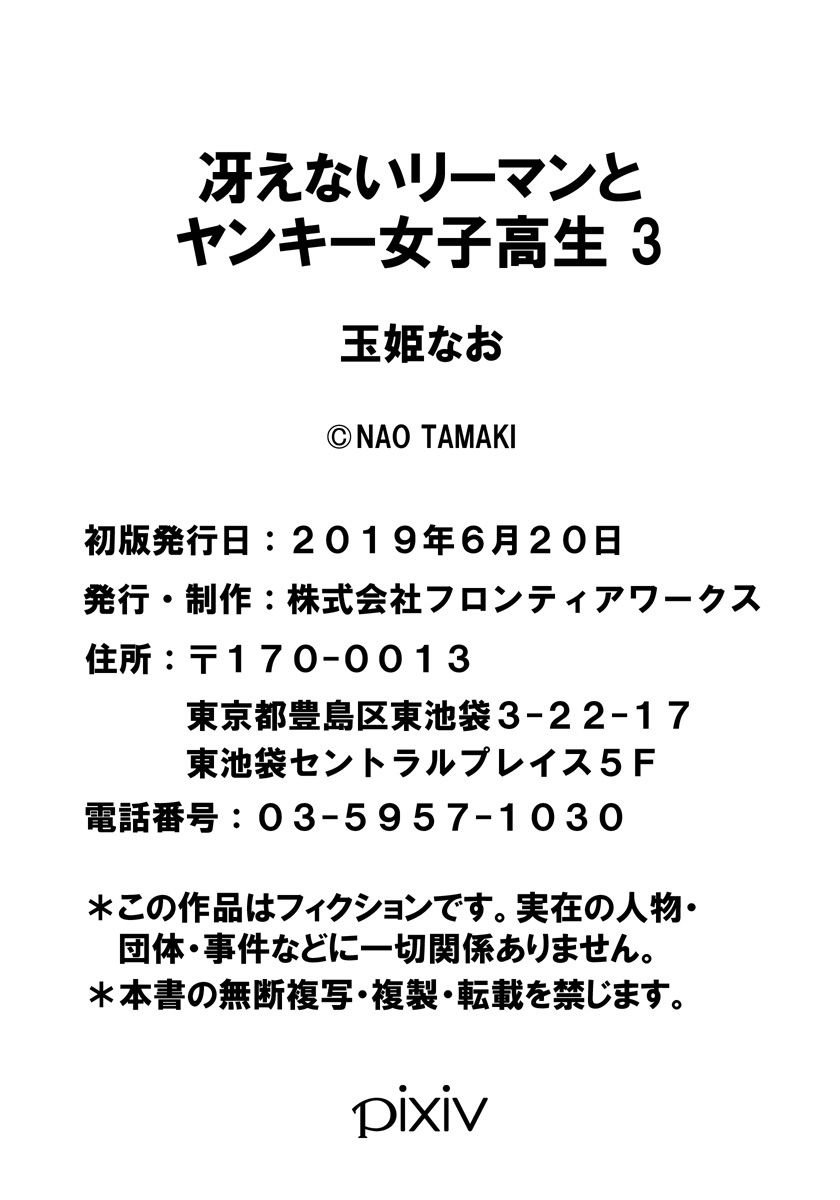 冴えないリーマンと
ヤンキー女子高生 3
玉姫なお
©NAO TAMAKI
初版発行日：２０１９年６月２０日
発行・制作：株式会社フロンティアワークス
住所：〒１７０-００１３
東京都豊島区東池袋３-２２-１７
東池袋セントラルプレイス５Ｆ
電話番号：０３-５９５７-１０３０
＊この作品はフィクションです。実在の人物・
団体・事件などに一切関係ありません。
＊本書の無断複写・複製・転載を禁じます。
pixiv